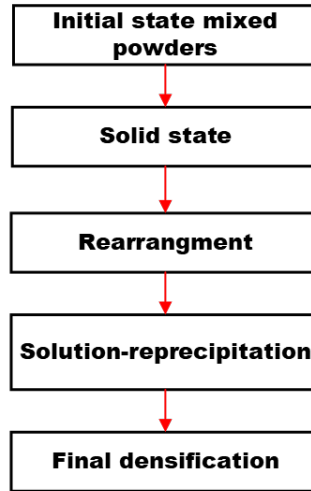 Initial state mixed
powders
Solid state
Rearrangment
Solution-reprecipitation
Final densification